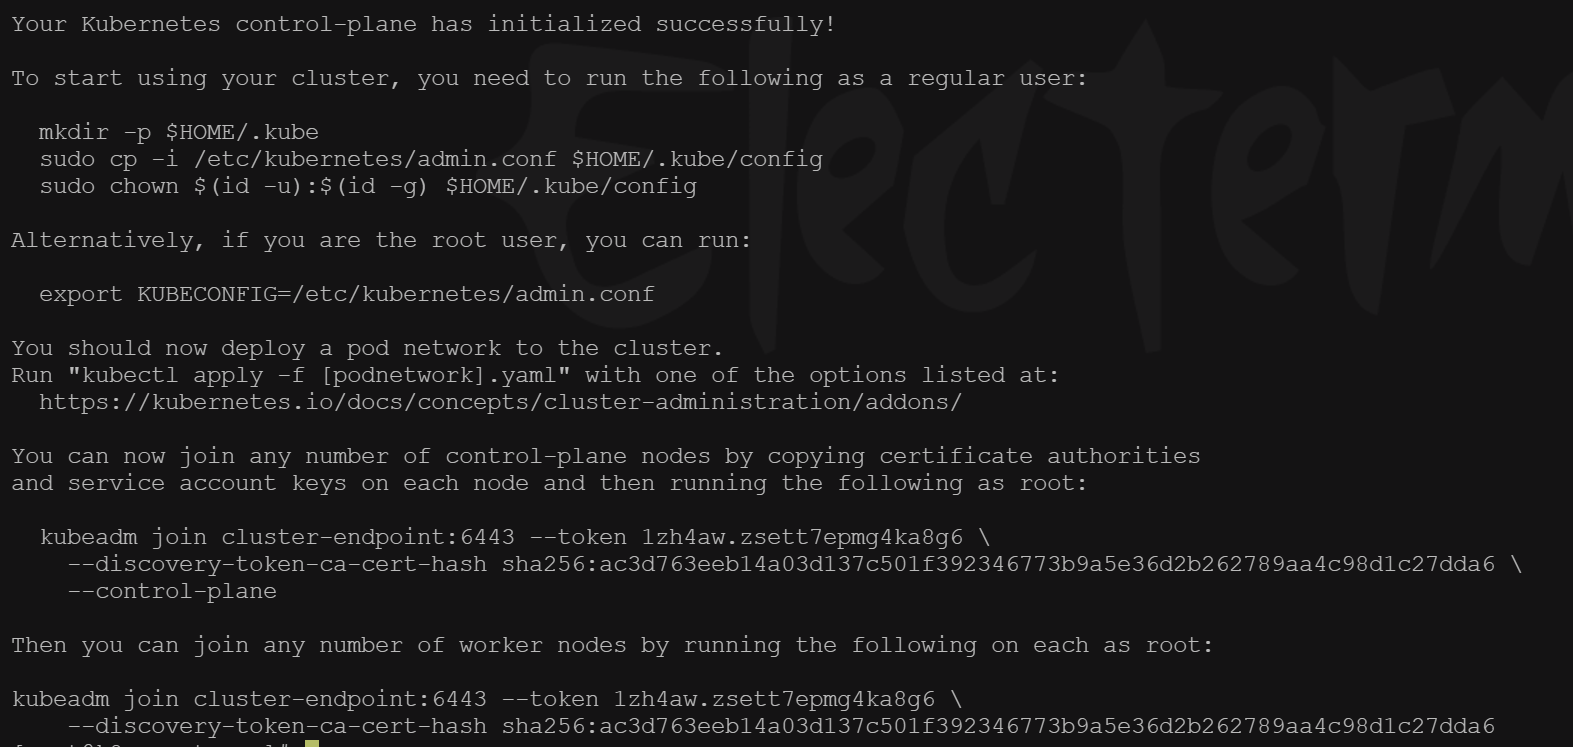 Your Kubernetes control-plane has initialized successfully!
To start using your cluster, you need to run the following as a regular user:
mkdir -p $HOME/.kube
sudo cp -i /etc/kubernetes/admin.conf $HOME/.kube/config
sudo chown $(id -u):$(id -g) $HOME/.kube/config
Alternatively, if you are the root user, you can run:
export KUBECONFIG=/etc/kubernetes/admin.conf
You should now deploy a pod network to the cluster.
Run "kubectl apply -f [podnetwork].yaml" with one of the options listed at:
https://kubernetes.io/docs/concepts/cluster-administration/addons/
You can now join any number of control-plane nodes by copying certificate authorities
and service account keys on each node and then running the following as root:
kubeadm join cluster-endpoint:6443 --token 1zh4aw.zsett7epmg4ka8g6 \
--discovery-token-ca-cert-hash sha256:ac3d763eeb14a03d137c501f392346773b9a5e36d2b262789aa4c98d1c27dda6 \
--control-plane
Then you can join any number of worker nodes by running the following on each as root:
kubeadm join cluster-endpoint:6443 --token 1zh4aw.zsett7epmg4ka8g6 \
--discovery-token-ca-cert-hash sha256:ac3d763eeb14a03d137c501f392346773b9a5e36d2b262789aa4c98d1c27dda6